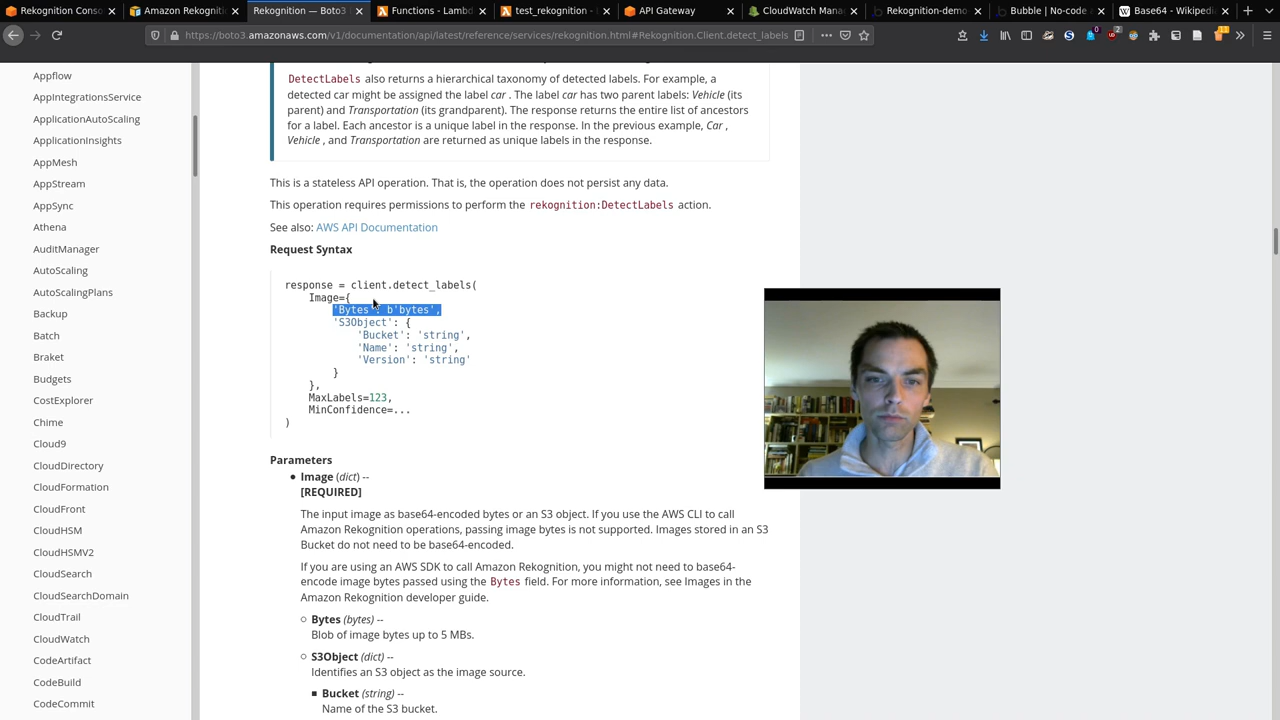 Rekognition Conso
Amazon Rekogniti
Rekognition — Boto3
Functions - Lambd
test_rekognition -
API Gateway
CloudWatch Mana
Rekognition-demo
Bubble | No-code
Base64 - Wikiped
https://boto3.amazonaws.com/v1/documentation/api/latest/reference/services/rekognition.html#Rekognition.Client.detect_labels
Appflow
AppIntegrationsService
ApplicationAutoScaling
ApplicationInsights
AppMesh
AppStream
AppSync
Athena
AuditManager
AutoScaling
AutoScalingPlans
Backup
Batch
Braket
Budgets
CostExplorer
Chime
Cloud9
CloudDirectory
CloudFormation
CloudFront
CloudHSM
CloudHSMV2
CloudSearch
CloudSearchDomain
CloudTrail
CloudWatch
CodeArtifact
CodeBuild
CodeCommit
DetectLabels also returns a hierarchical taxonomy of detected labels. For example, a
detected car might be assigned the label car . The label car has two parent labels: Vehicle (its
parent) and Transportation (its grandparent). The response returns the entire list of ancestors
for a label. Each ancestor is a unique label in the response. In the previous example, Car ,
Vehicle , and Transportation are returned as unique labels in the response.
This is a stateless API operation. That is, the operation does not persist any data.
This operation requires permissions to perform the rekognition:DetectLabels action.
See also: AWS API Documentation
Request Syntax
response = client.detect_labels(
Image={
'Bytes': b'bytes',
'S3Object': {
'Bucket': 'string',
'Name': 'string',
'Version': 'string'
}
},
MaxLabels=123,
MinConfidence=...
)
Parameters
• Image (dict) --
[REQUIRED]
The input image as base64-encoded bytes or an S3 object. If you use the AWS CLI to call
Amazon Rekognition operations, passing image bytes is not supported. Images stored in an S3
Bucket do not need to be base64-encoded.
If you are using an AWS SDK to call Amazon Rekognition, you might not need to base64-
encode image bytes passed using the Bytes field. For more information, see Images in the
Amazon Rekognition developer guide.
Bytes (bytes) --
Blob of image bytes up to 5 MBs.
S3Object (dict) --
Identifies an S3 object as the image source.
Bucket (string) --
Name of the S3 bucket.